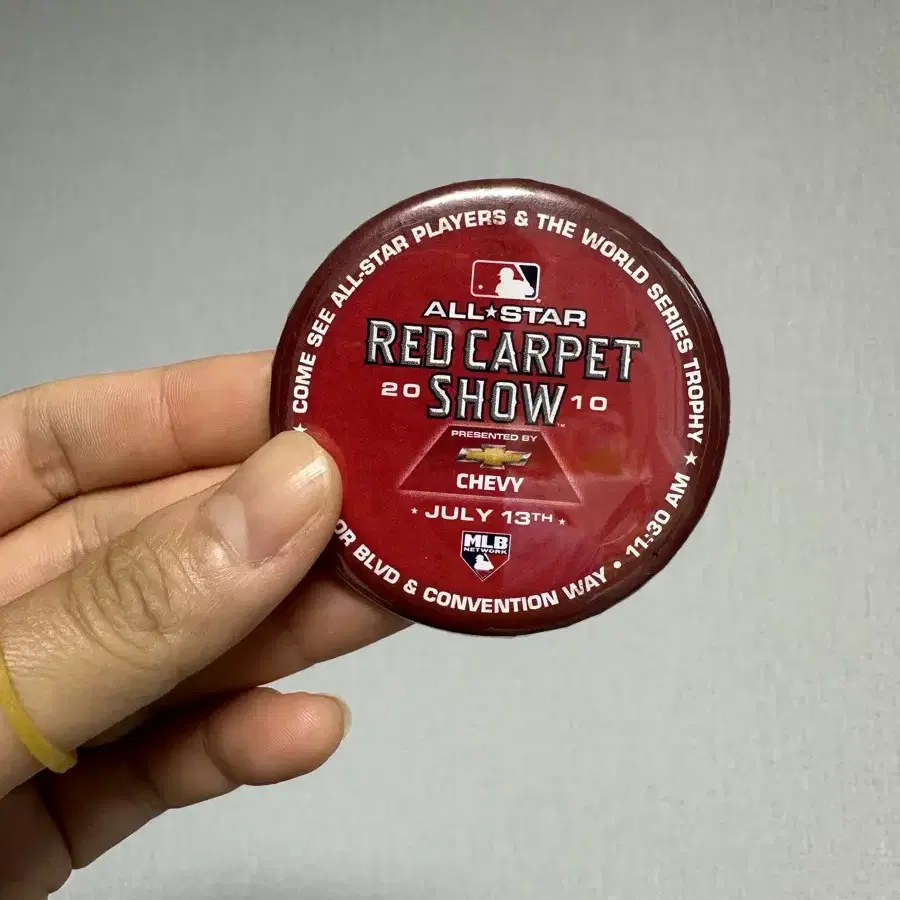 ★ COME SEE ALL-STAR PLAYERS & THE WORLD SERIES TROPHY ★
ALL★STAR
RED CARPET
20 SHOW 10
PRESENTED BY
CHEVY
★ JULY 13TH ★
MLB
NETWORK
BLVD & CONVENTION WAY • 11:30 AM